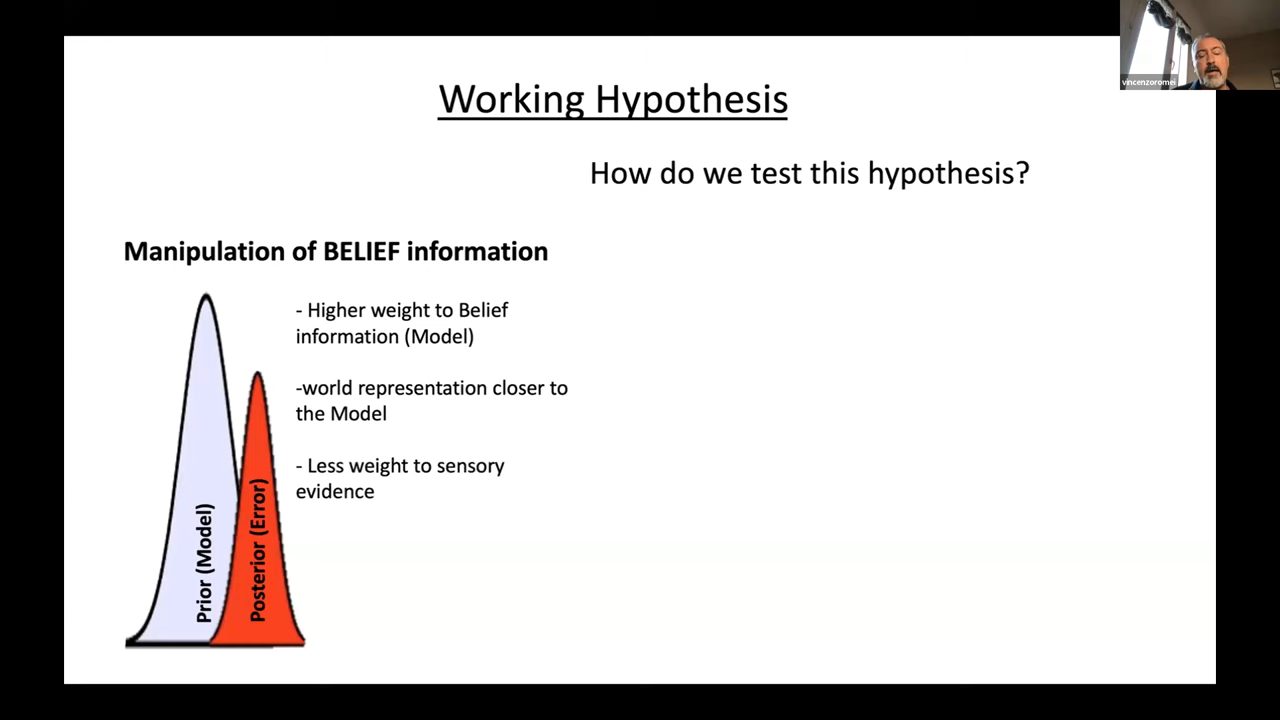 vincenzoromei
Working Hypothesis
How do we test this hypothesis?
Manipulation of BELIEF information
- Higher weight to Belief
information (Model)
-world representation closer to
the Model
- Less weight to sensory
evidence
Prior (Model)
Posterior (Error)